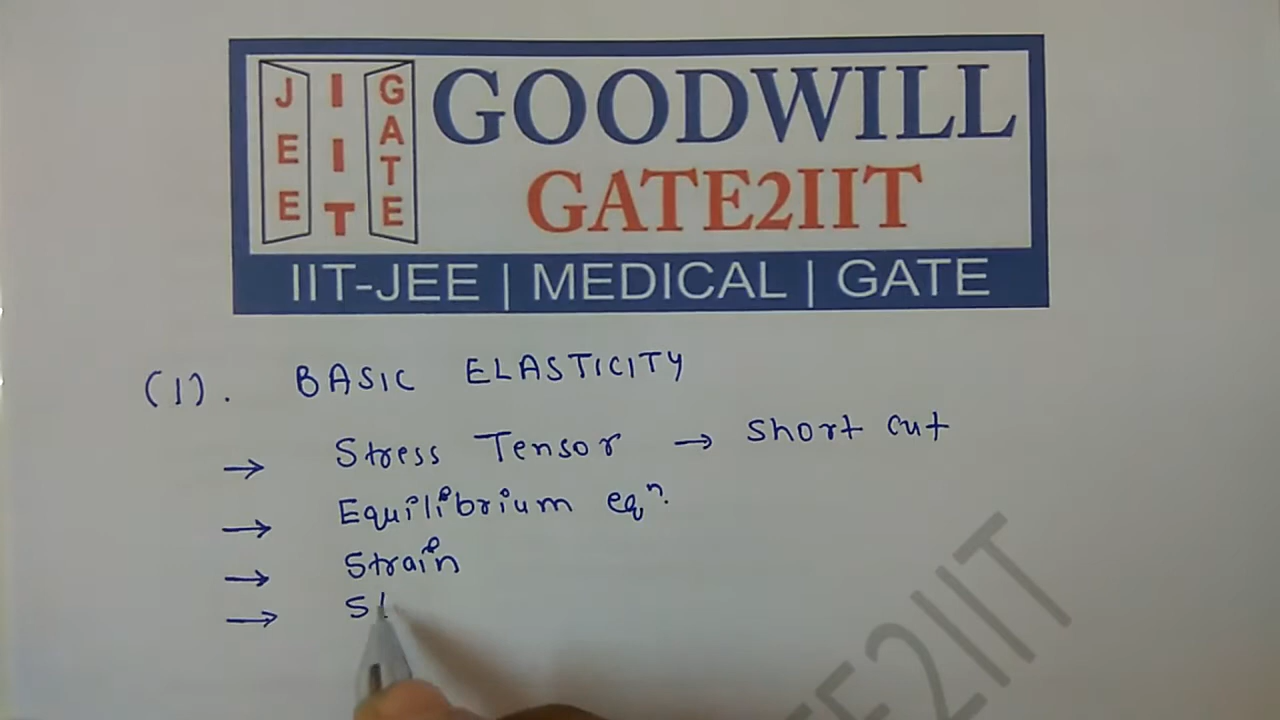 JEE IIT GATE
GOODWILL
GATE2IIT
IIT-JEE | MEDICAL | GATE
(1). BASIC ELASTICITY
→ Stress Tensor → short cut
→ Equilibrium eqⁿ.
→ Strain
→
GATE2IIT